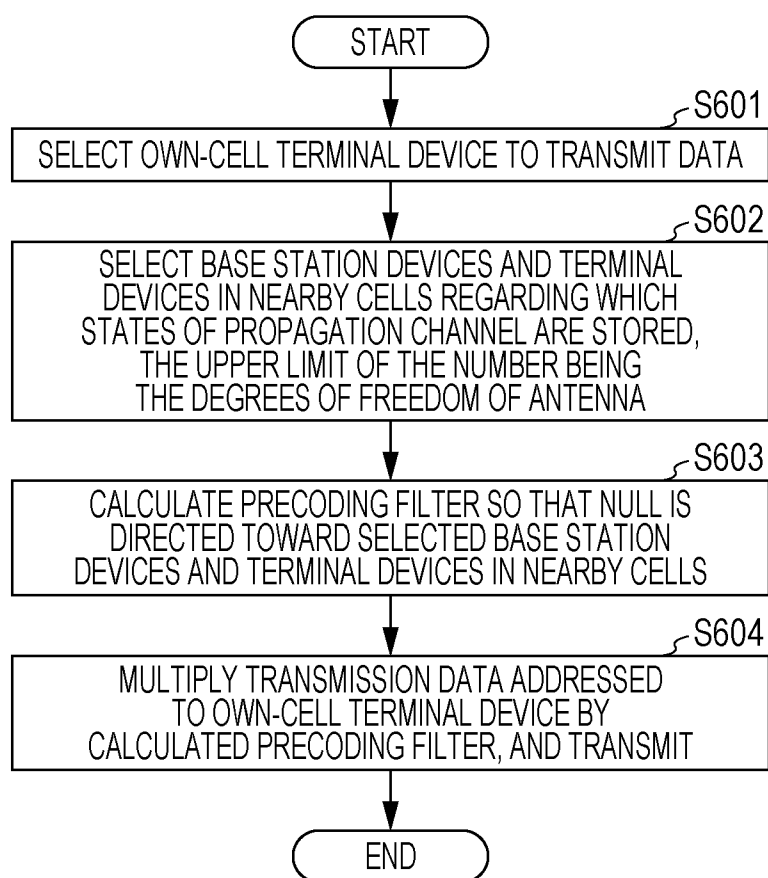 START
S601
SELECT OWN-CELL TERMINAL DEVICE TO TRANSMIT DATA
S602
SELECT BASE STATION DEVICES AND TERMINAL
DEVICES IN NEARBY CELLS REGARDING WHICH
STATES OF PROPAGATION CHANNEL ARE STORED,
THE UPPER LIMIT OF THE NUMBER BEING
THE DEGREES OF FREEDOM OF ANTENNA
S603
CALCULATE PRECODING FILTER SO THAT NULL IS
DIRECTED TOWARD SELECTED BASE STATION
DEVICES AND TERMINAL DEVICES IN NEARBY CELLS
S604
MULTIPLY TRANSMISSION DATA ADDRESSED
TO OWN-CELL TERMINAL DEVICE BY
CALCULATED PRECODING FILTER, AND TRANSMIT
END